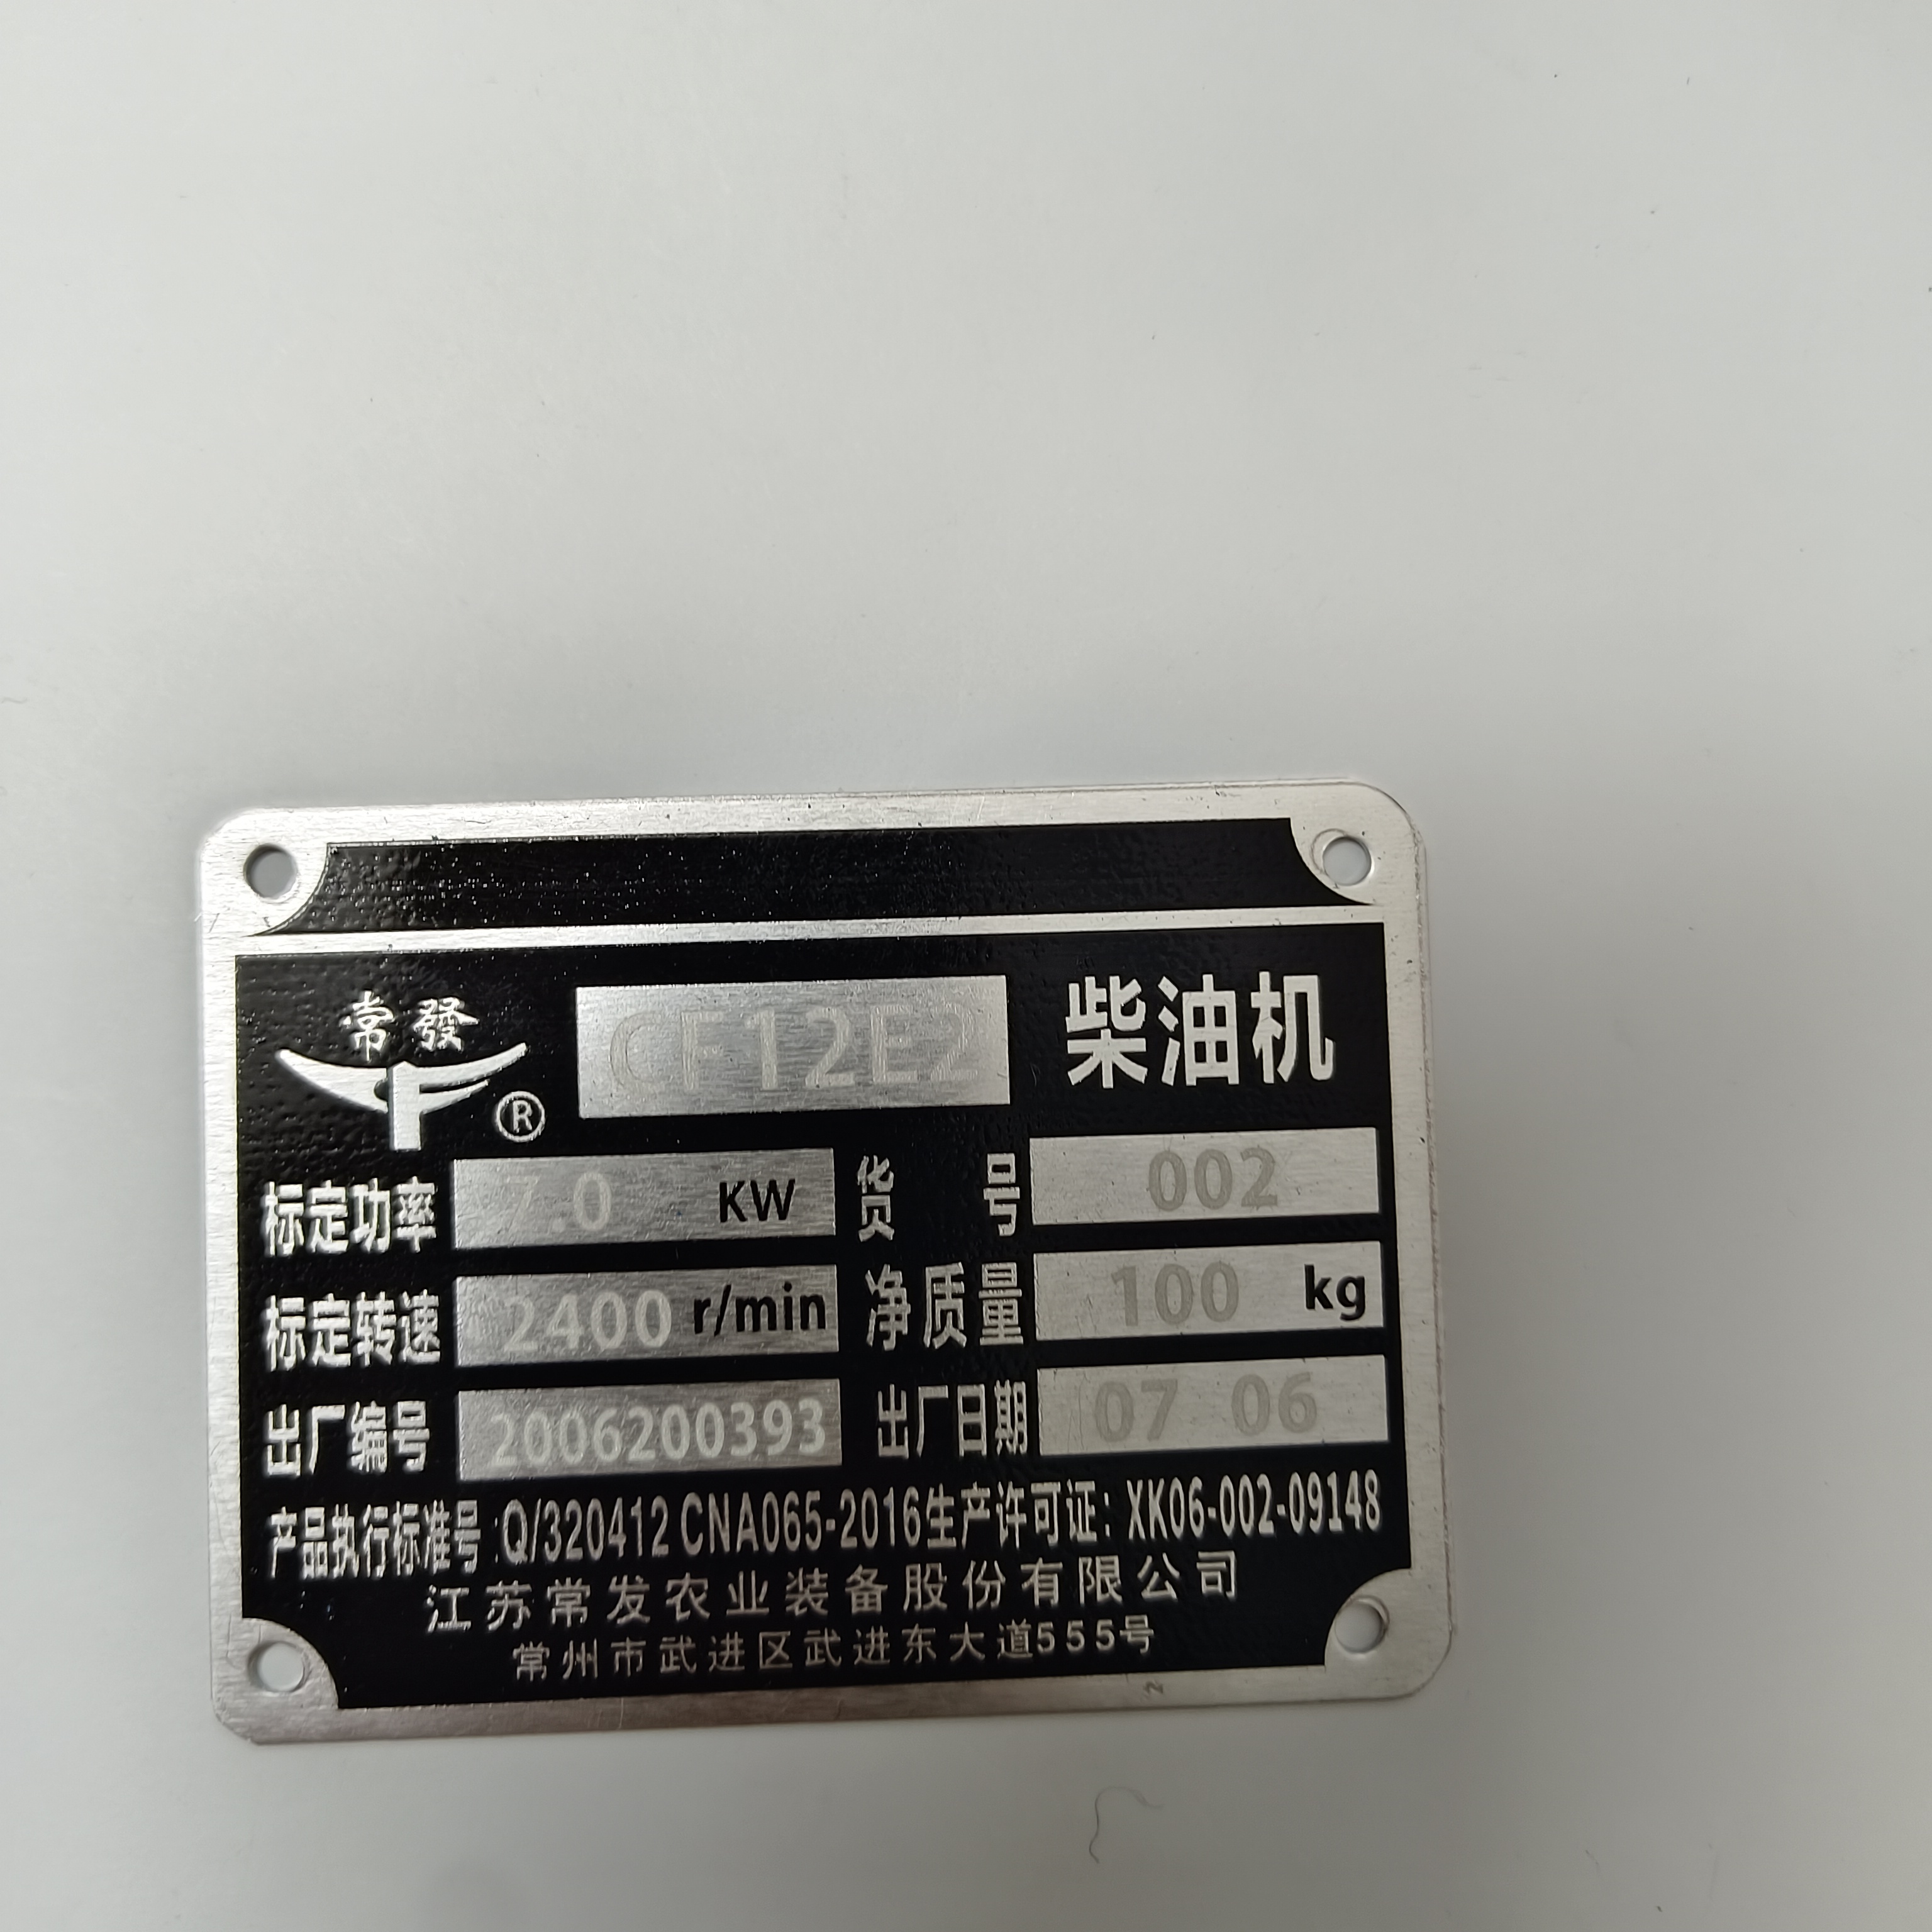 常發
CF12E2 柴油机
®
标定功率 7.0 KW 货号 002
标定转速 2400 r/min 净质量 100 kg
出厂编号 2006200393 出厂日期 07 06
产品执行标准号:Q/320412 CNA065-2016生产许可证：XK06-002-09148
江苏常发农业装备股份有限公司
常州市武进区武进东大道555号
2